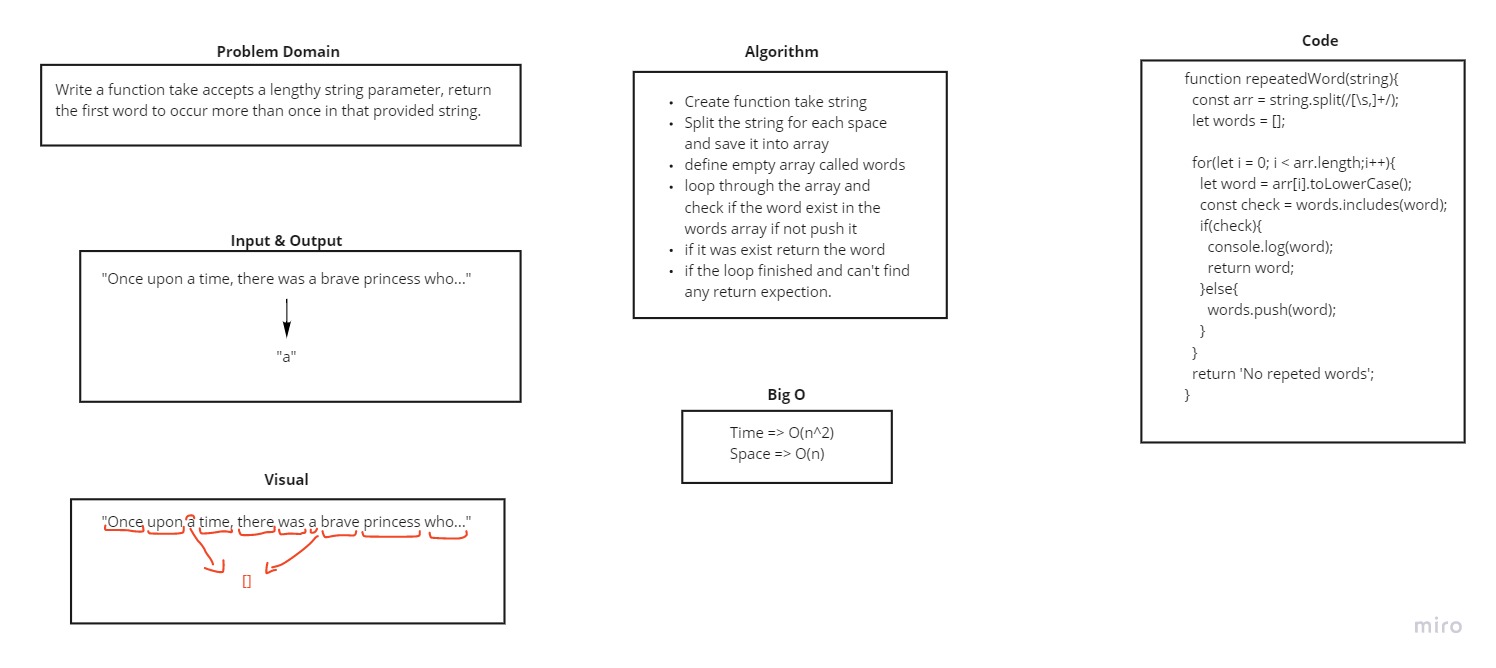 Problem Domain
Write a function take accepts a lengthy string parameter, return
the first word to occur more than once in that provided string.
Input & Output
"Once upon a time, there was a brave princess who..."
"a"
Visual
"Once upon a time, there was a brave princess who..."
[]
Algorithm
• Create function take string
• Split the string for each space
and save it into array
• define empty array called words
• loop through the array and
check if the word exist in the
words array if not push it
• if it was exist return the word
• if the loop finished and can't find
any return expection.
Big O
Time => O(n^2)
Space => O(n)
Code
function repeatedWord(string){
const arr = string.split(/[\s,]+/);
let words = [];
for(let i = 0; i < arr.length;i++){
let word = arr[i].toLowerCase();
const check = words.includes(word);
if(check){
console.log(word);
return word;
}else{
words.push(word);
}
}
return 'No repeted words';
}
miro